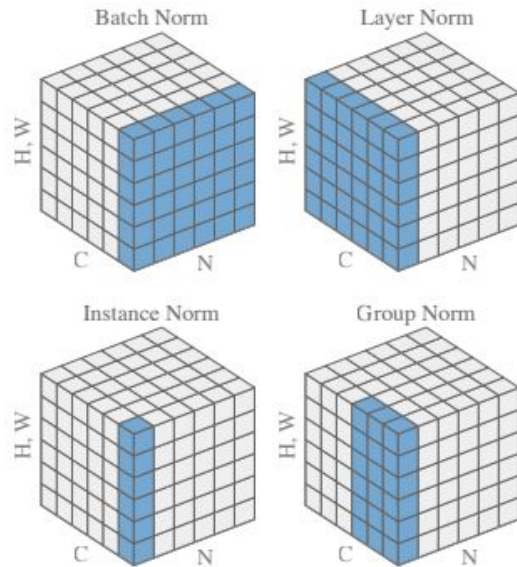 Batch Norm
H, W
C
N
Layer Norm
H, W
C
N
Instance Norm
H, W
C
N
Group Norm
H, W
C
N